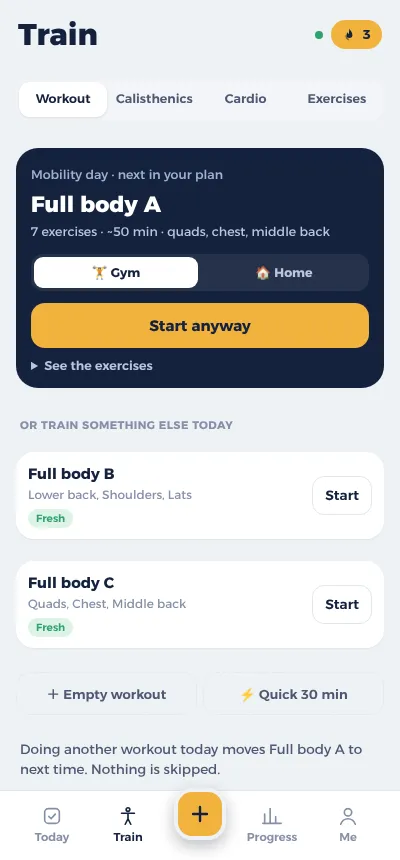 Train
3
Workout
Calisthenics
Cardio
Exercises
Mobility day · next in your plan
Full body A
7 exercises · ~50 min · quads, chest, middle back
Gym
Home
Start anyway
See the exercises
OR TRAIN SOMETHING ELSE TODAY
Full body B
Lower back, Shoulders, Lats
Fresh
Start
Full body C
Quads, Chest, Middle back
Fresh
Start
+ Empty workout
⚡ Quick 30 min
Doing another workout today moves Full body A to
next time. Nothing is skipped.
Today
Train
+
Progress
Me